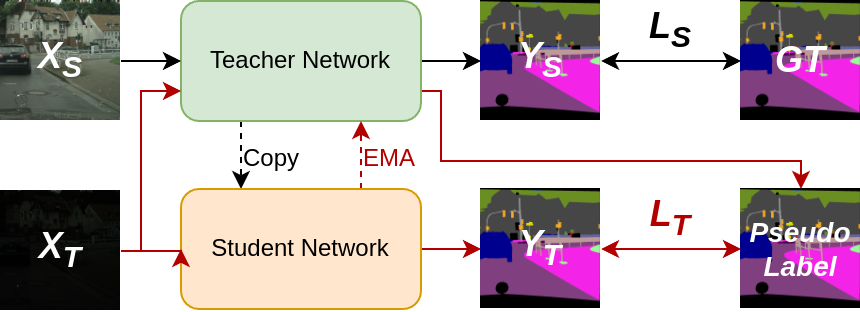 X_S
Teacher Network
Y_S
L_S
GT
Copy
EMA
X_T
Student Network
Y_T
L_T
Pseudo
Label